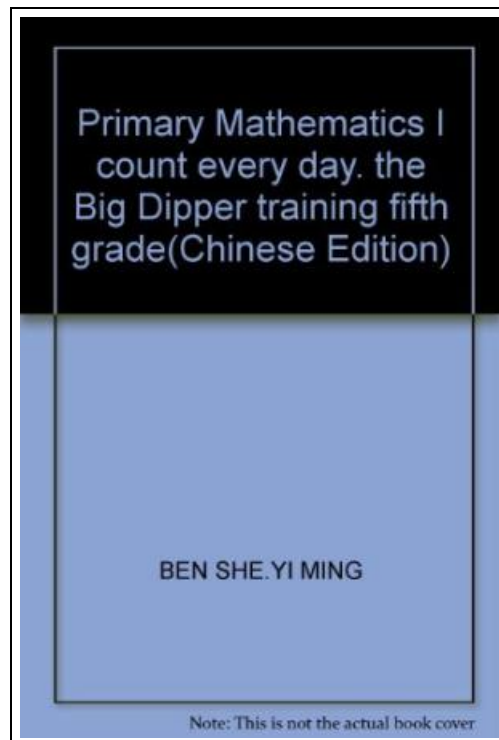 Primary Mathematics I
count every day. the
Big Dipper training fifth
grade(Chinese Edition)
BEN SHE.YI MING
Note: This is not the actual book cover